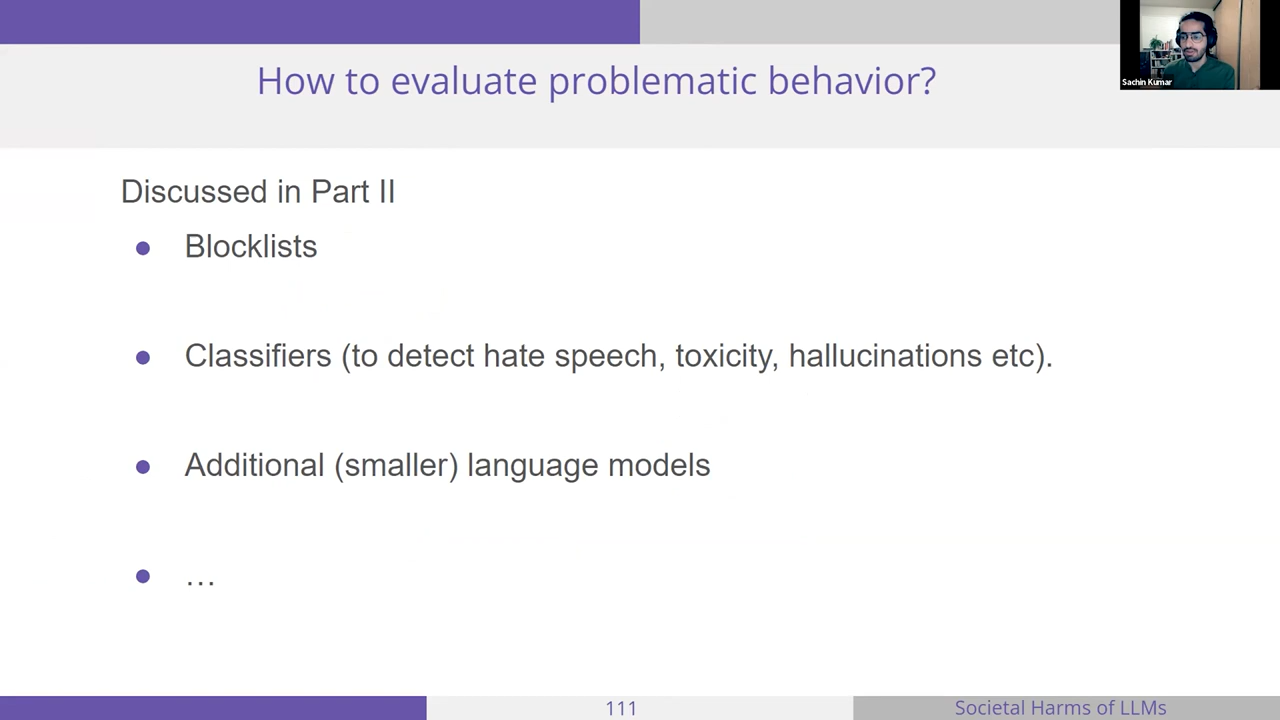 How to evaluate problematic behavior?
Sachin Kumar
Discussed in Part II
● Blocklists
● Classifiers (to detect hate speech, toxicity, hallucinations etc).
● Additional (smaller) language models
● …
111
Societal Harms of LLMs